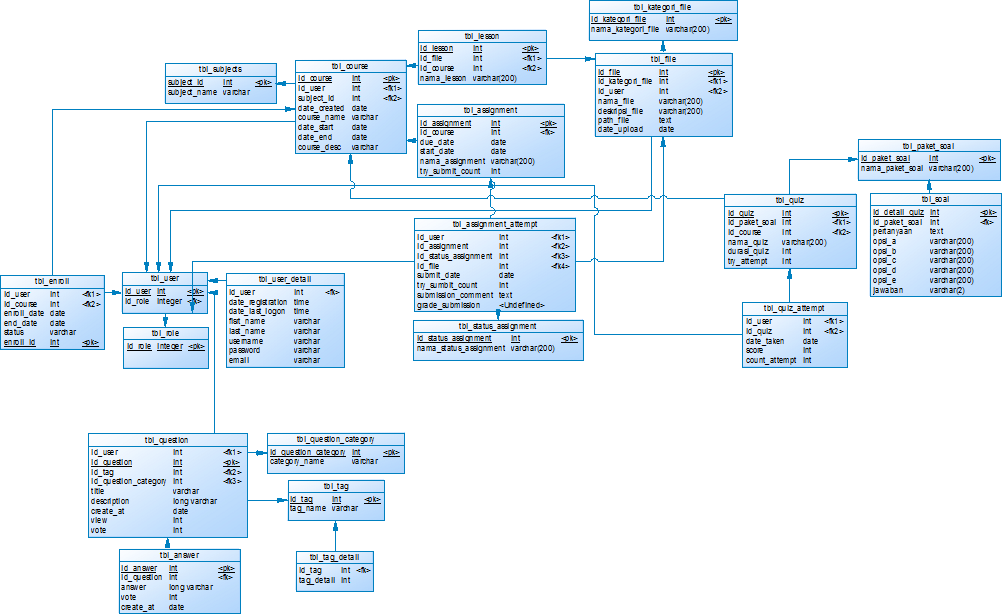 tbl_kategori_file
id_kategori_file int <pk>
nama_kategori_file varchar(200)
tbl_lesson
id_lesson int <pk>
id_file int <fk1>
id_course int <fk2>
nama_lesson varchar(200)
tbl_file
id_file int <pk>
id_kategori_file int <fk1>
id_user int <fk2>
nama_file varchar(200)
deskripsi_file varchar(200)
path_file text
date_upload date
tbl_subjects
subject_id int <pk>
subject_name varchar
tbl_course
id_course int <pk>
id_user int <fk1>
subject_id int <fk2>
date_created date
course_name varchar
date_start date
date_end date
course_desc varchar
tbl_assignment
id_assignment int <pk>
id_course int <fk>
due_date date
start_date date
nama_assignment varchar(200)
try_submit_count int
tbl_paket_soal
id_paket_soal int <pk>
nama_paket_soal varchar(200)
tbl_quiz
id_quiz int <pk>
id_paket_soal int <fk1>
id_course int <fk2>
nama_quiz varchar(200)
durasi_quiz int
try_attempt int
tbl_soal
id_detail_quiz int <pk>
id_paket_soal int <fk>
pertanyaan text
opsi_a varchar(200)
opsi_b varchar(200)
opsi_c varchar(200)
opsi_d varchar(200)
opsi_e varchar(200)
jawaban varchar(2)
tbl_assignment_attempt
id_user int <fk1>
id_assignment int <fk2>
id_status_assignment int <fk3>
id_file int <fk4>
submit_date date
try_sumbit_count int
submission_comment text
grade_submission <Undefined>
tbl_enroll
id_user int <fk1>
id_course int <fk2>
enroll_date date
end_date date
status varchar
enroll_id int <pk>
tbl_user
id_user int <pk>
id_role integer <fk>
tbl_user_detail
id_user int <fk>
date_registration time
date_last_logon time
fist_name varchar
last_name varchar
username varchar
password varchar
email varchar
tbl_role
id_role integer <pk>
tbl_status_assignment
id_status_assignment int <pk>
nama_status_assignment varchar(200)
tbl_quiz_attempt
id_user int <fk1>
id_quiz int <fk2>
date_taken date
score int
count_attempt int
tbl_question
id_user int <fk1>
id_question int <pk>
id_tag int <fk2>
id_question_category int <fk3>
title varchar
description long varchar
create_at date
view int
vote int
tbl_question_category
id_question_category int <pk>
category_name varchar
tbl_tag
id_tag int <pk>
tag_name varchar
tbl_answer
id_answer int <pk>
id_question int <fk>
answer long varchar
vote int
create_at date
tbl_tag_detail
id_tag int <fk>
tag_detail int